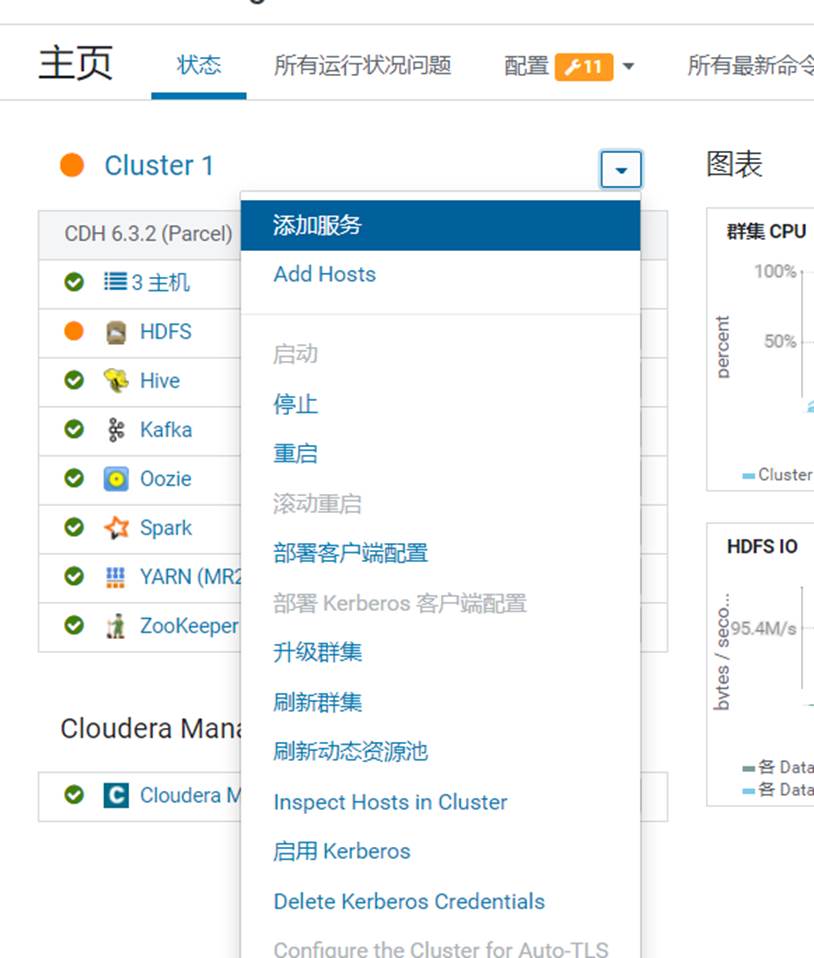 主页
状态
所有运行状况问题
配置
11
所有最新命令
Cluster 1
图表
CDH 6.3.2 (Parcel)
3 主机
HDFS
Hive
Kafka
Oozie
Spark
YARN (MR2
ZooKeeper
Cloudera Mana
Cloudera M
添加服务
Add Hosts
启动
停止
重启
滚动重启
部署客户端配置
部署 Kerberos 客户端配置
升级群集
刷新群集
刷新动态资源池
Inspect Hosts in Cluster
启用 Kerberos
Delete Kerberos Credentials
Configure the Cluster for Auto-TLS
群集 CPU
percent
100%
50%
Cluster
HDFS IO
bytes / seco...
95.4M/s
各 Data
各 Data